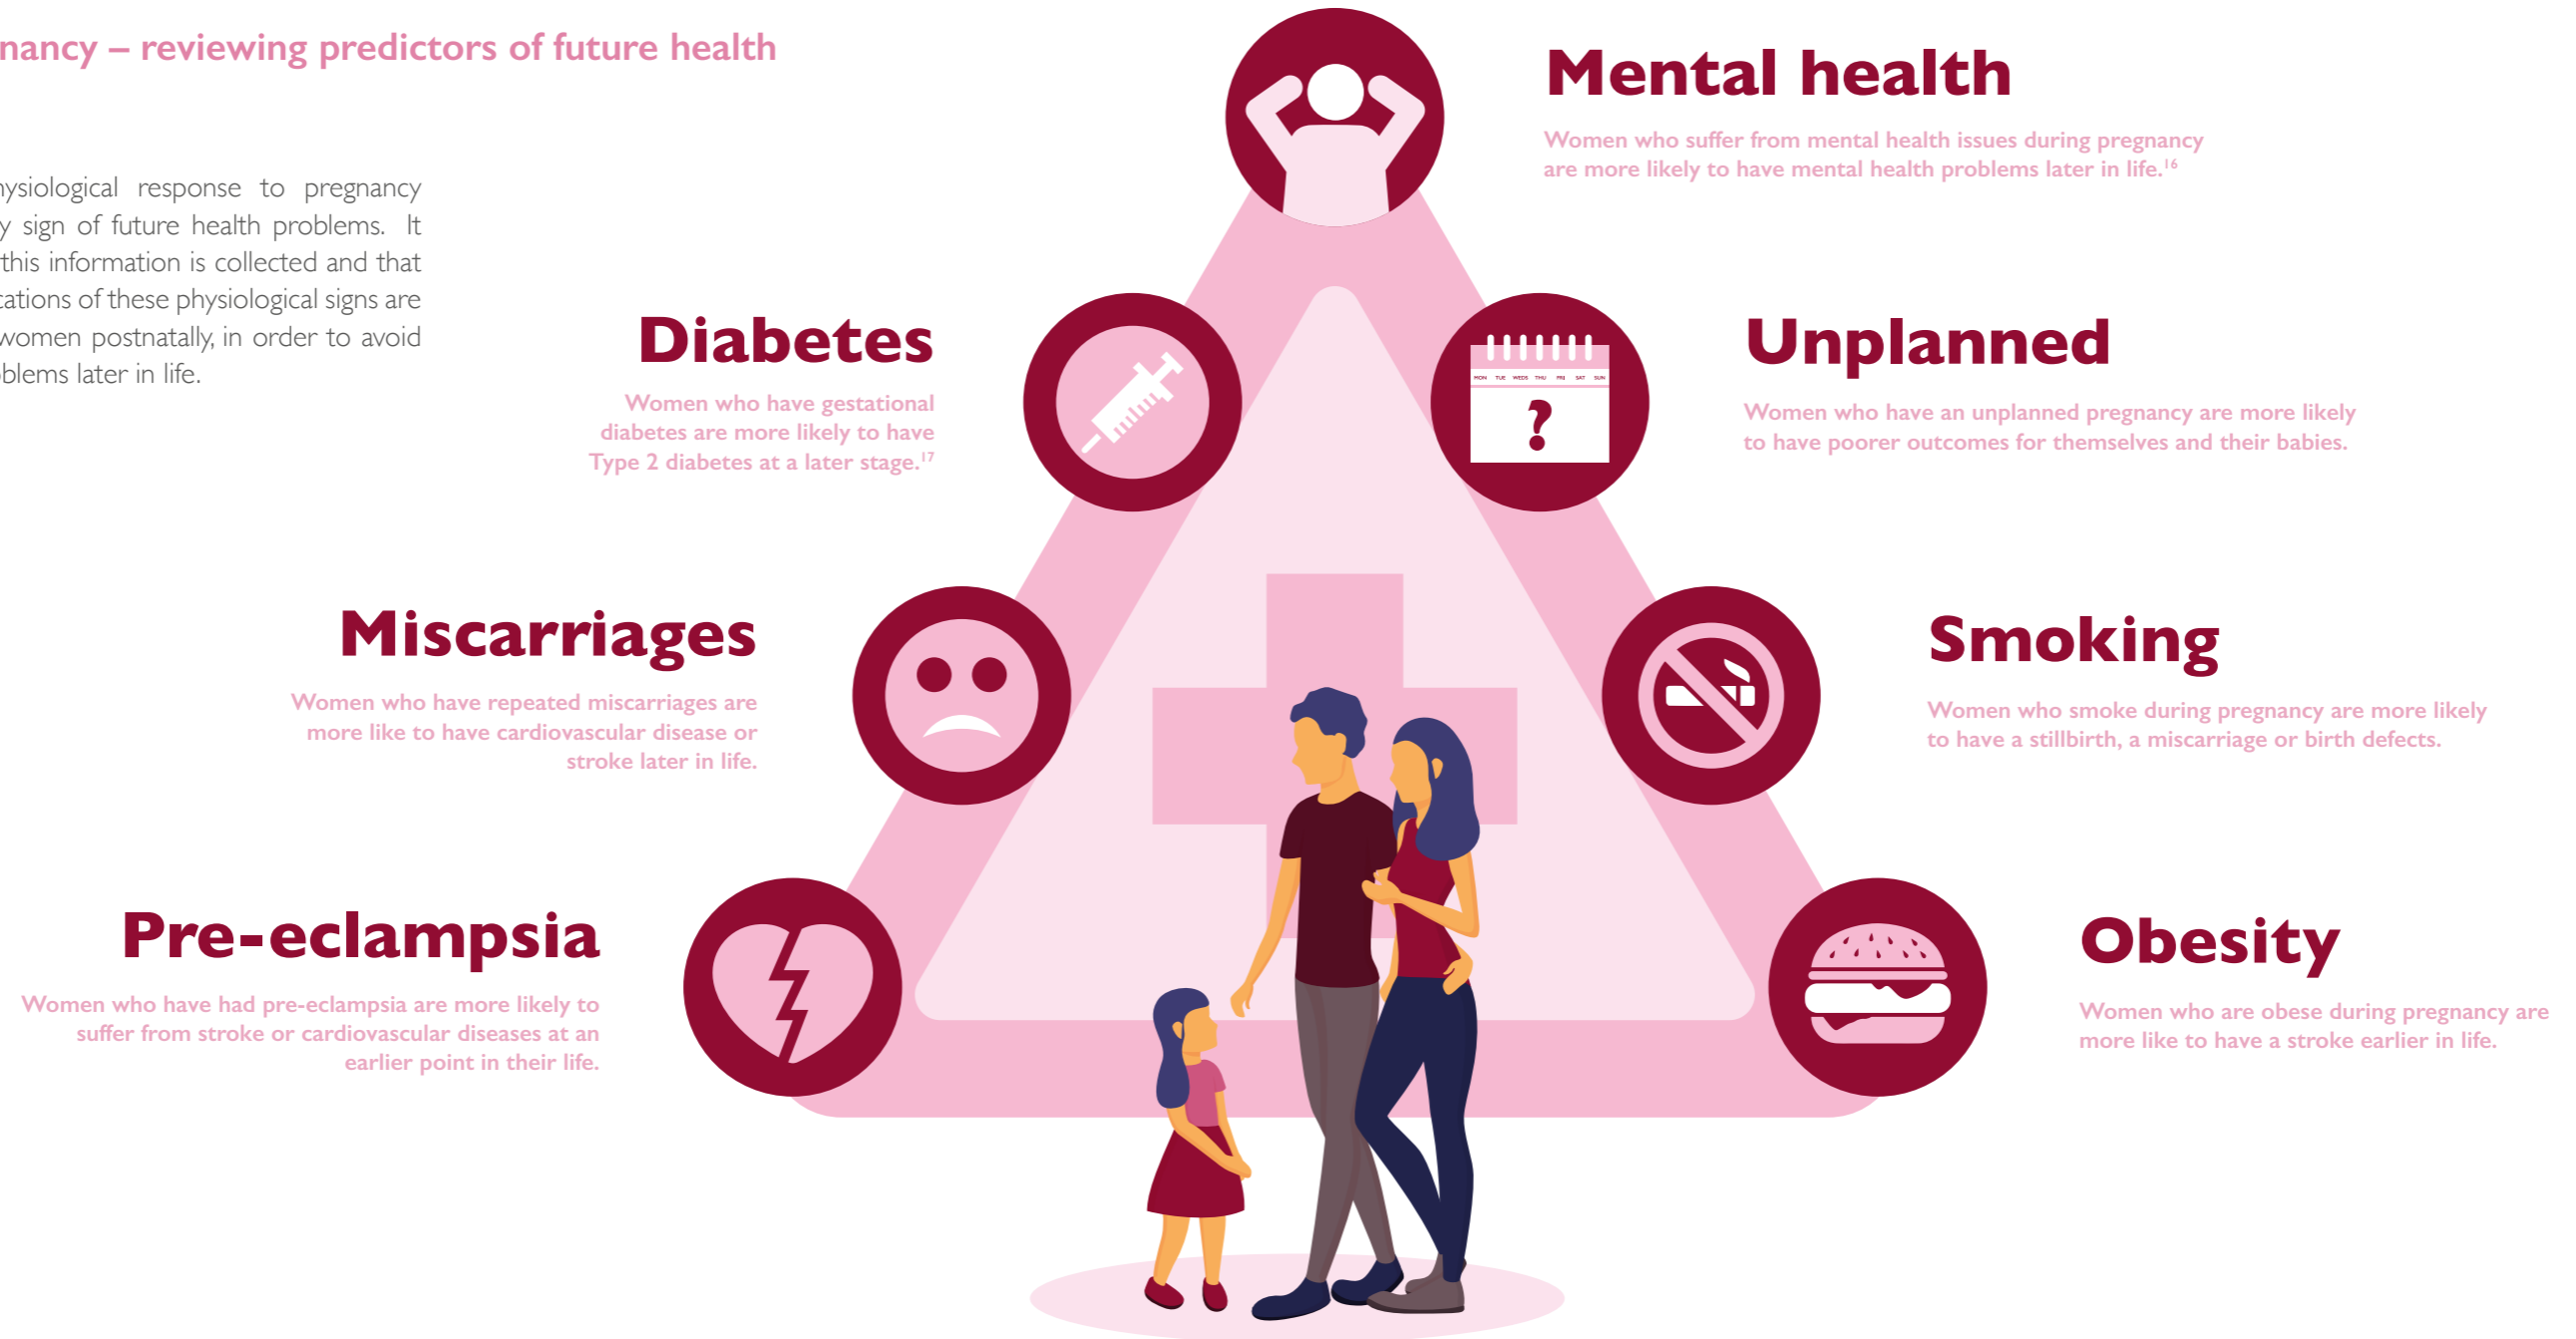 nancy – reviewing predictors of future health
hysiological response to pregnancy
y sign of future health problems. It
this information is collected and that
cations of these physiological signs are
women postnatally, in order to avoid
oblems later in life.
Mental health
Women who suffer from mental health issues during pregnancy
are more likely to have mental health problems later in life.¹⁶
Diabetes
Women who have gestational
diabetes are more likely to have
Type 2 diabetes at a later stage.¹⁷
Unplanned
Women who have an unplanned pregnancy are more likely
to have poorer outcomes for themselves and their babies.
MON TUE WEDS THU FRI SAT SUN
?
Miscarriages
Women who have repeated miscarriages are
more like to have cardiovascular disease or
stroke later in life.
Smoking
Women who smoke during pregnancy are more likely
to have a stillbirth, a miscarriage or birth defects.
Pre-eclampsia
Women who have had pre-eclampsia are more likely to
suffer from stroke or cardiovascular diseases at an
earlier point in their life.
Obesity
Women who are obese during pregnancy are
more like to have a stroke earlier in life.